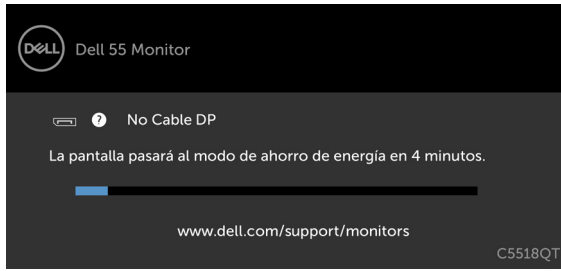 DELL
Dell 55 Monitor
? No Cable DP
La pantalla pasará al modo de ahorro de energía en 4 minutos.
www.dell.com/support/monitors
C5518QT